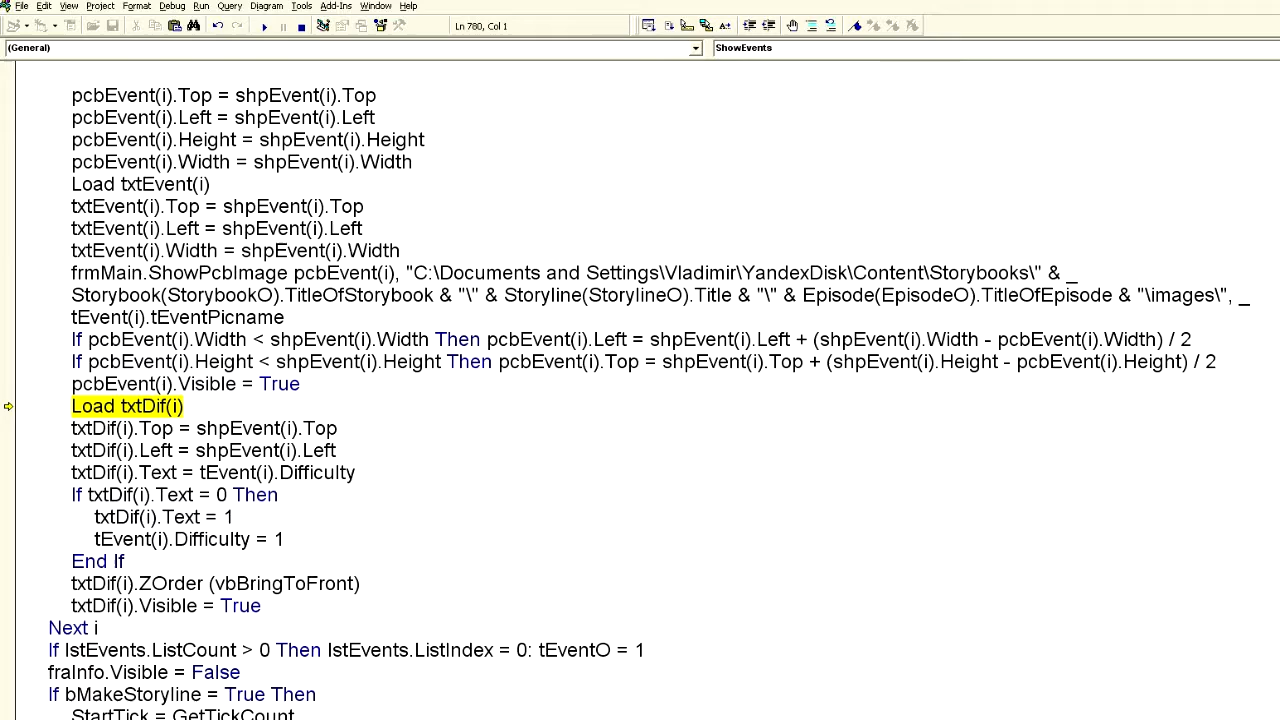 File Edit View Project Format Debug Run Query Diagram Tools Add-Ins Window Help
Ln 780, Col 1
(General) ShowEvents
pcbEvent(i).Top = shpEvent(i).Top
pcbEvent(i).Left = shpEvent(i).Left
pcbEvent(i).Height = shpEvent(i).Height
pcbEvent(i).Width = shpEvent(i).Width
Load txtEvent(i)
txtEvent(i).Top = shpEvent(i).Top
txtEvent(i).Left = shpEvent(i).Left
txtEvent(i).Width = shpEvent(i).Width
frmMain.ShowPcbImage pcbEvent(i), "C:\Documents and Settings\Vladimir\YandexDisk\Content\Storybooks\" & _
Storybook(StorybookO).TitleOfStorybook & "\" & Storyline(StorylineO).Title & "\" & Episode(EpisodeO).TitleOfEpisode & "\images\", _
tEvent(i).tEventPicname
If pcbEvent(i).Width < shpEvent(i).Width Then pcbEvent(i).Left = shpEvent(i).Left + (shpEvent(i).Width - pcbEvent(i).Width) / 2
If pcbEvent(i).Height < shpEvent(i).Height Then pcbEvent(i).Top = shpEvent(i).Top + (shpEvent(i).Height - pcbEvent(i).Height) / 2
pcbEvent(i).Visible = True
Load txtDif(i)
txtDif(i).Top = shpEvent(i).Top
txtDif(i).Left = shpEvent(i).Left
txtDif(i).Text = tEvent(i).Difficulty
If txtDif(i).Text = 0 Then
txtDif(i).Text = 1
tEvent(i).Difficulty = 1
End If
txtDif(i).ZOrder (vbBringToFront)
txtDif(i).Visible = True
Next i
If lstEvents.ListCount > 0 Then lstEvents.ListIndex = 0: tEventO = 1
fraInfo.Visible = False
If bMakeStoryline = True Then
StartTick = GetTickCount